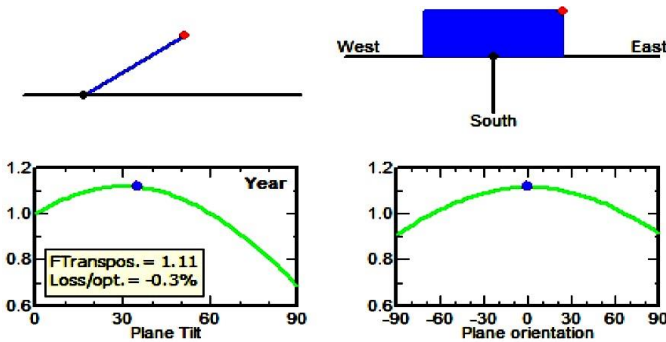 West
East
South
1.2
1.0
0.8
0.6
Year
FTranspos.= 1.11
Loss/opt.= -0.3%
0
30
60
90
Plane Tilt
1.2
1.0
0.8
0.6
-90
-60
-30
0
30
60
90
Plane orientation